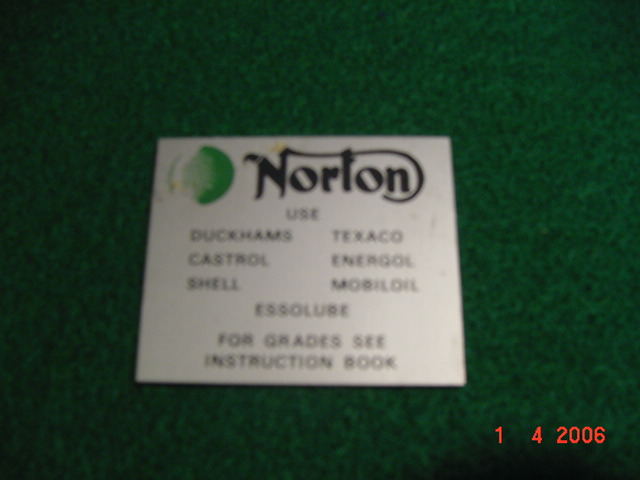 Norton
USE
DUCKHAMS TEXACO
CASTROL ENERGOL
SHELL MOBILOIL
ESSOLUBE
FOR GRADES SEE
INSTRUCTION BOOK
1 4 2006